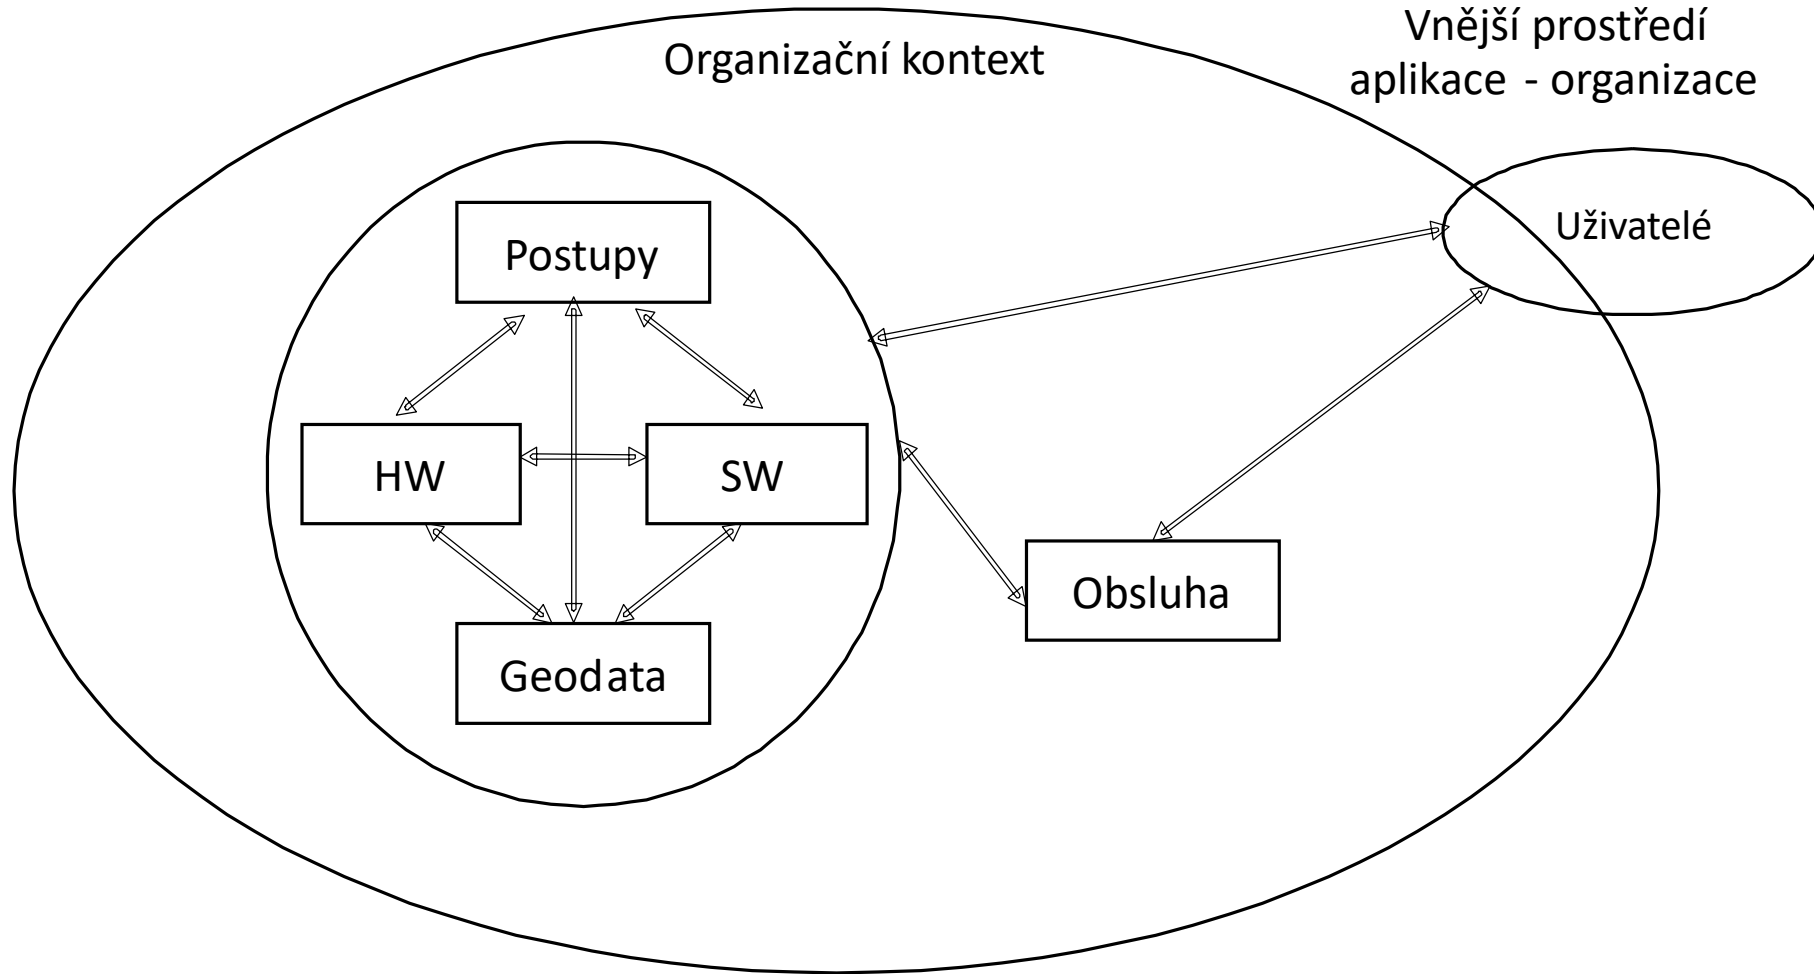 Vnější prostředí
aplikace - organizace
Organizační kontext
Uživatelé
Postupy
HW
SW
Obsluha
Geodata